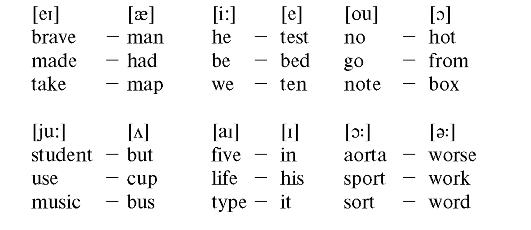 [eɪ] [æ] [i:] [e] [ou] [ɔ]
brave – man he – test no – hot
made – had be – bed go – from
take – map we – ten note – box
[ju:] [ʌ] [aɪ] [ɪ] [ɔ:] [ə:]
student – but five – in aorta – worse
use – cup life – his sport – work
music – bus type – it sort – word